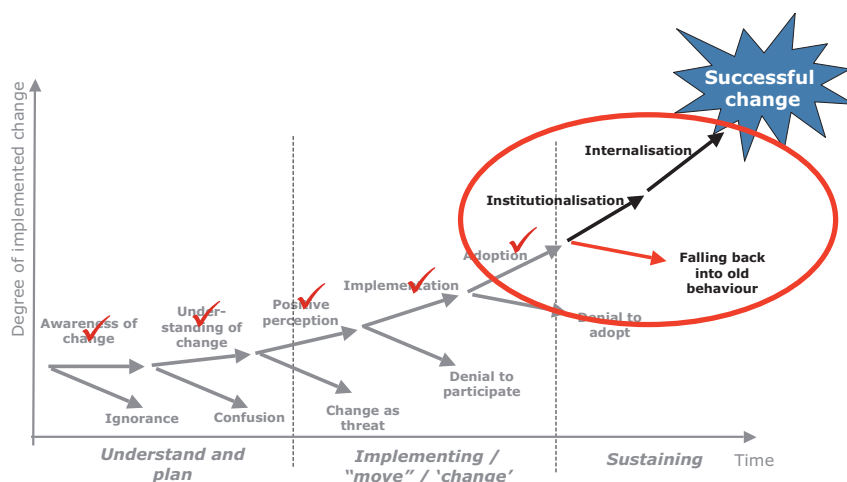 Successful
change
Degree of implemented change
Internalisation
Institutionalisation
Adoption
Falling back
into old
behaviour
Implementation
Positive
perception
Under-
standing of
change
Awareness of
change
Denial to
adopt
Denial to
participate
Change as
threat
Confusion
Ignorance
Understand and
plan
Implementing /
“move” / ‘change’
Sustaining
Time